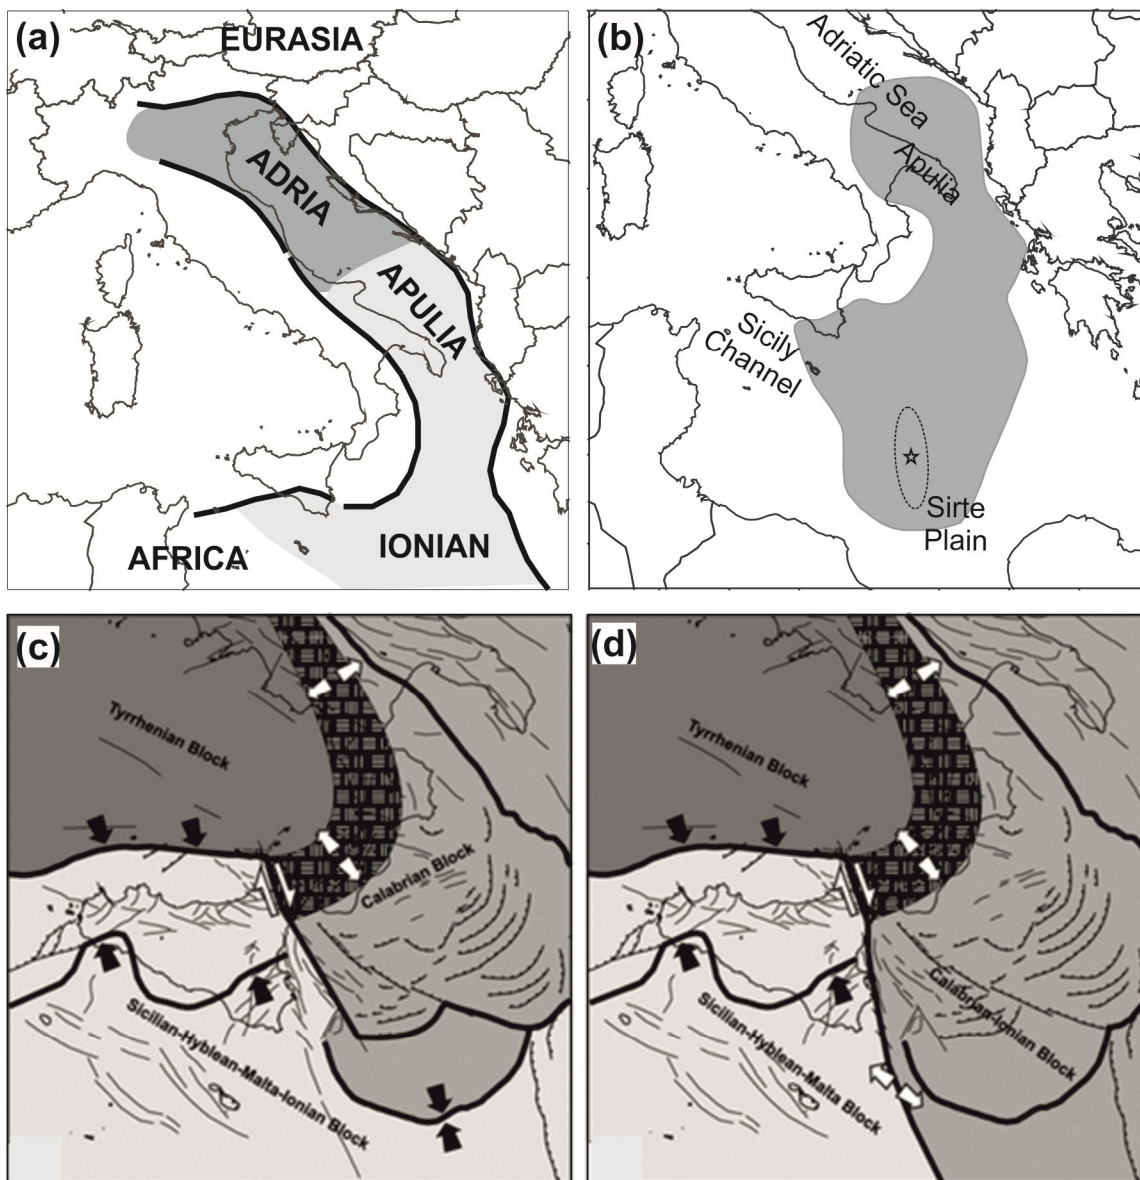 (a)
EURASIA
ADRIA
APULIA
AFRICA
IONIAN
(b)
Adriatic Sea
Apulia
Sicily
Channel
Sirte
Plain
(c)
Tyrrhenian Block
Calabrian Block
Sicilian-Hyblean-Malta-Ionian Block
(d)
Tyrrhenian Block
Calabrian-Ionian Block
Sicilian-Hyblean-Malta Block